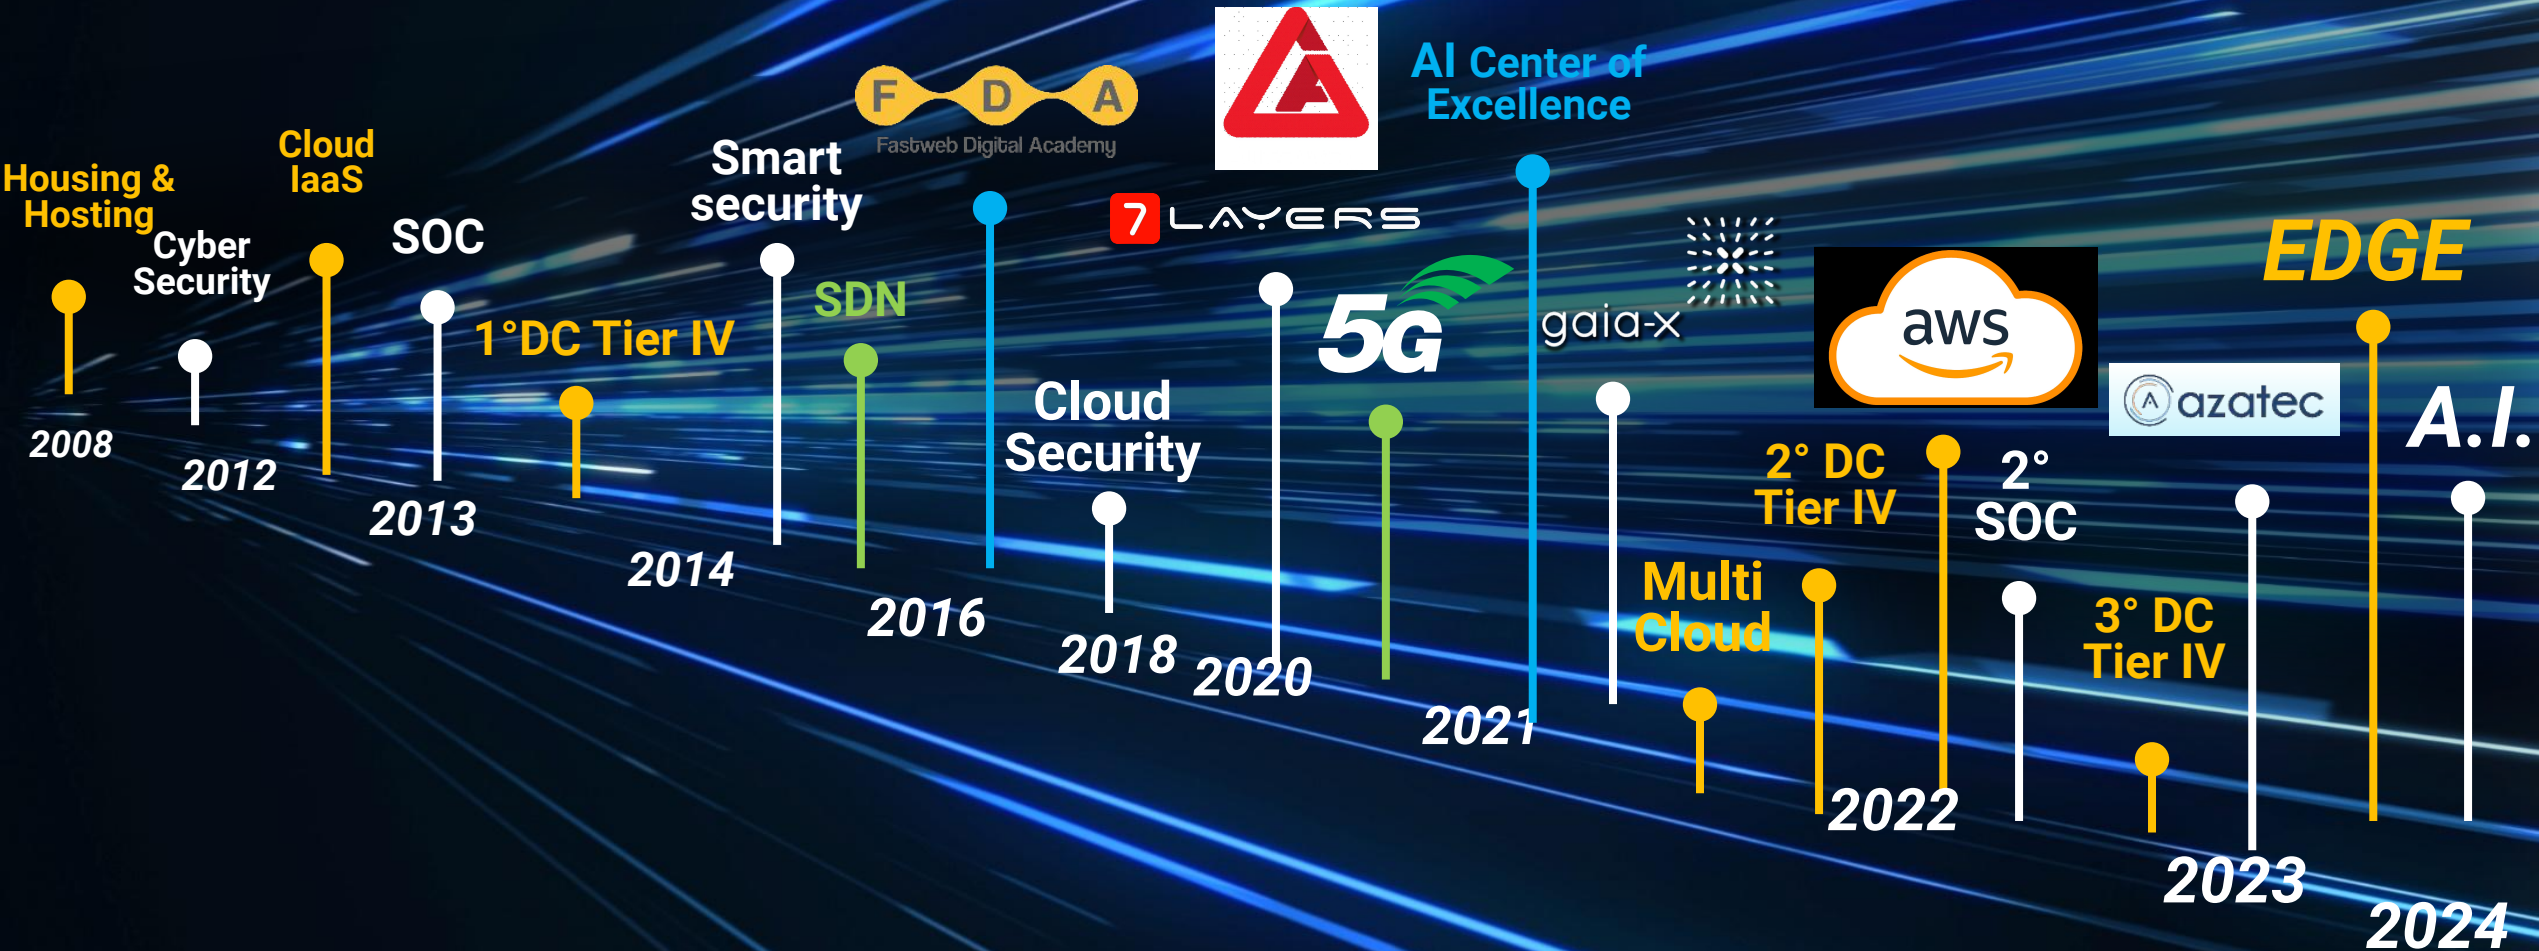 Housing &
Hosting
2008
Cyber
Security
2012
Cloud
IaaS
SOC
2013
1°DC Tier IV
2014
Smart
security
SDN
2016
F D A
Fastweb Digital Academy
Cloud
Security
2018
7 LAYERS
2020
5G
AI Center of
Excellence
2021
gaia-x
Multi
Cloud
2° DC
Tier IV
aws
2022
2°
SOC
3° DC
Tier IV
azatec
2023
EDGE
A.I.
2024